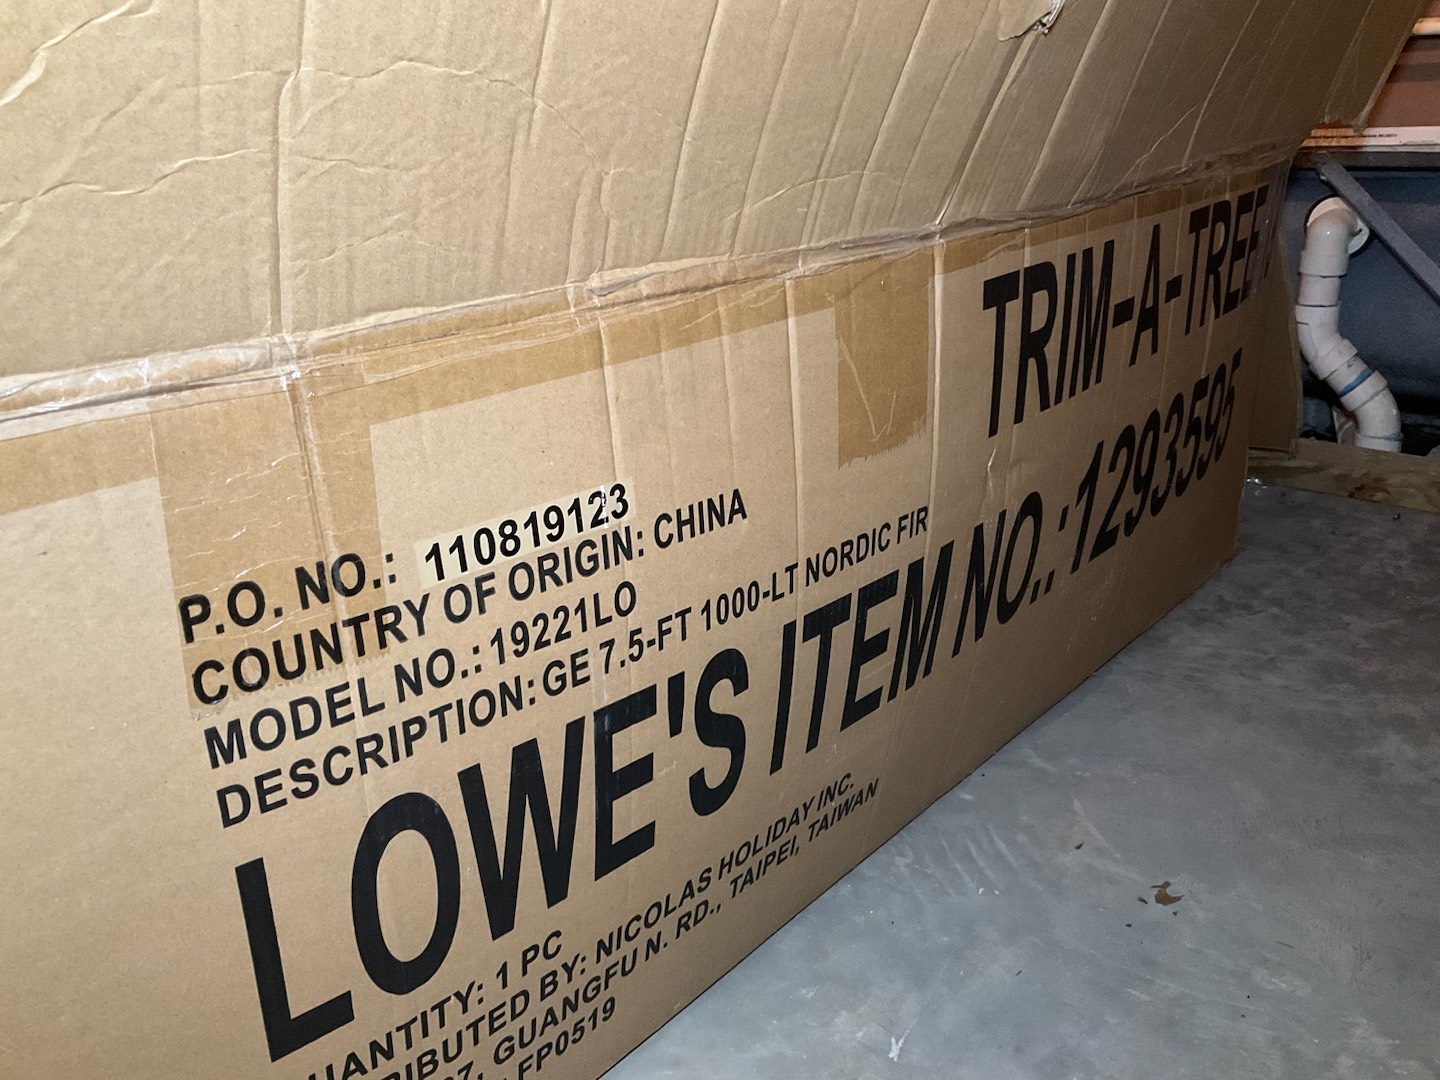 TRIM-A-TREE
P.O. NO.: 110819123
COUNTRY OF ORIGIN: CHINA
MODEL NO.: 19221LO
DESCRIPTION: GE 7.5-FT 1000-LT NORDIC FIR
LOWE'S ITEM NO.: 1293595
UANTITY: 1 PC
RIBUTED BY: NICOLAS HOLIDAY INC.
7, GUANGFU N. RD., TAIPEI, TAIWAN
FP0519